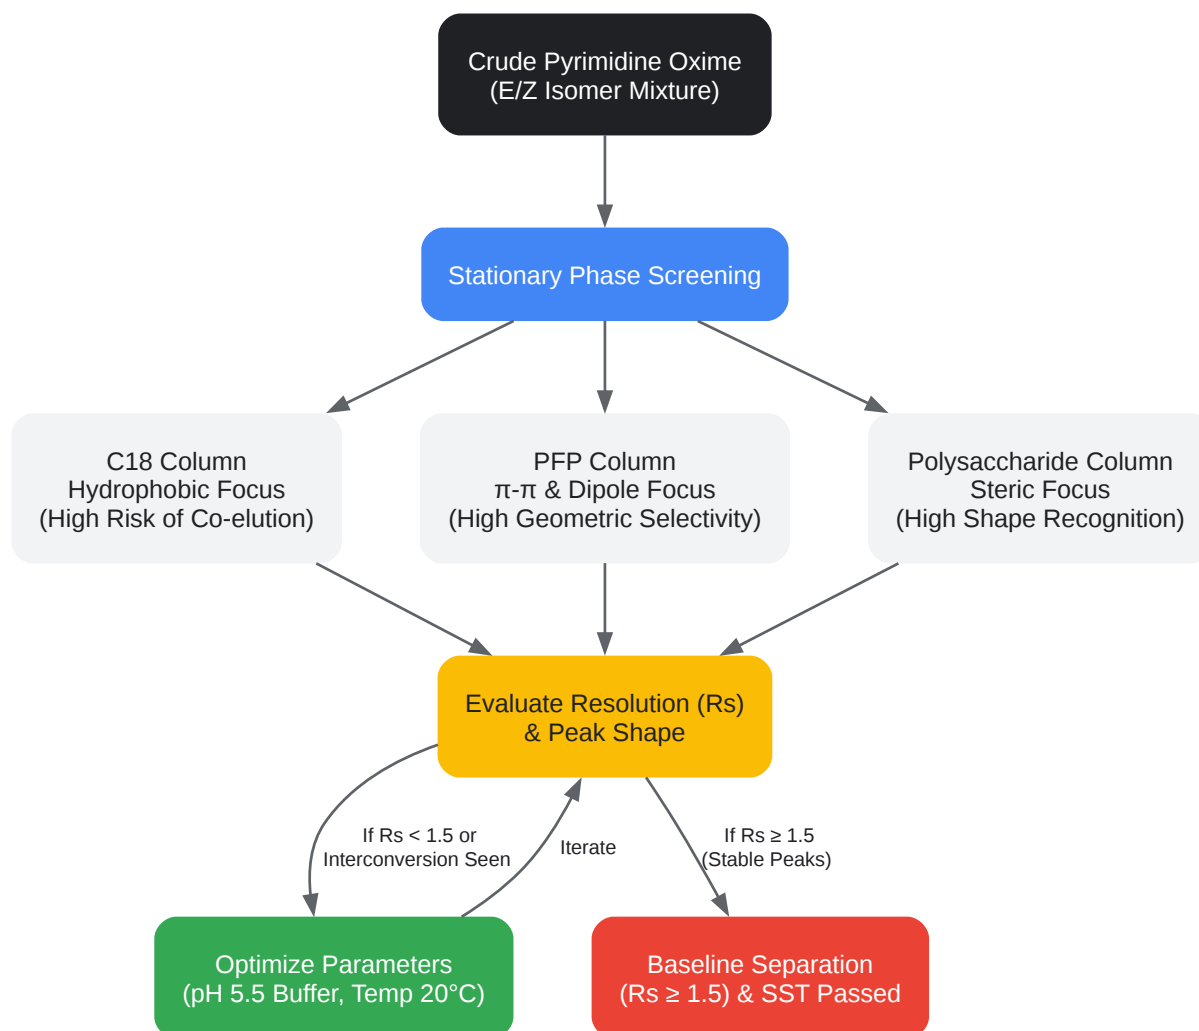 Crude Pyrimidine Oxime
(E/Z Isomer Mixture)
Stationary Phase Screening
C18 Column
Hydrophobic Focus
(High Risk of Co-elution)
PFP Column
π-π & Dipole Focus
(High Geometric Selectivity)
Polysaccharide Column
Steric Focus
(High Shape Recognition)
Evaluate Resolution (Rs)
& Peak Shape
If Rs < 1.5 or
Interconversion Seen
Iterate
If Rs ≥ 1.5
(Stable Peaks)
Optimize Parameters
(pH 5.5 Buffer, Temp 20°C)
Baseline Separation
(Rs ≥ 1.5) & SST Passed